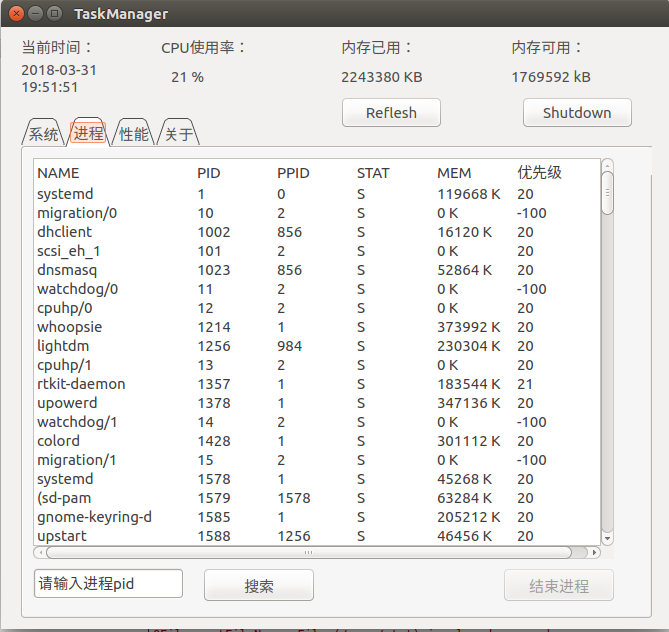 TaskManager
当前时间： CPU使用率： 内存已用： 内存可用：
2018-03-31
19:51:51
21 % 2243380 KB 1769592 kB
Reflesh Shutdown
系统 进程 性能 关于
NAME PID PPID STAT MEM 优先级
systemd 1 0 S 119668 K 20
migration/0 10 2 S 0 K -100
dhclient 1002 856 S 16120 K 20
scsi_eh_1 101 2 S 0 K 20
dnsmasq 1023 856 S 52864 K 20
watchdog/0 11 2 S 0 K -100
cpuhp/0 12 2 S 0 K 20
whoopsie 1214 1 S 373992 K 20
lightdm 1256 984 S 230304 K 20
cpuhp/1 13 2 S 0 K 20
rtkit-daemon 1357 1 S 183544 K 21
upowerd 1378 1 S 347136 K 20
watchdog/1 14 2 S 0 K -100
colord 1428 1 S 301112 K 20
migration/1 15 2 S 0 K -100
systemd 1578 1 S 45268 K 20
(sd-pam 1579 1578 S 63284 K 20
gnome-keyring-d 1585 1 S 205212 K 20
upstart 1588 1256 S 46456 K 20
请输入进程pid 搜索 结束进程